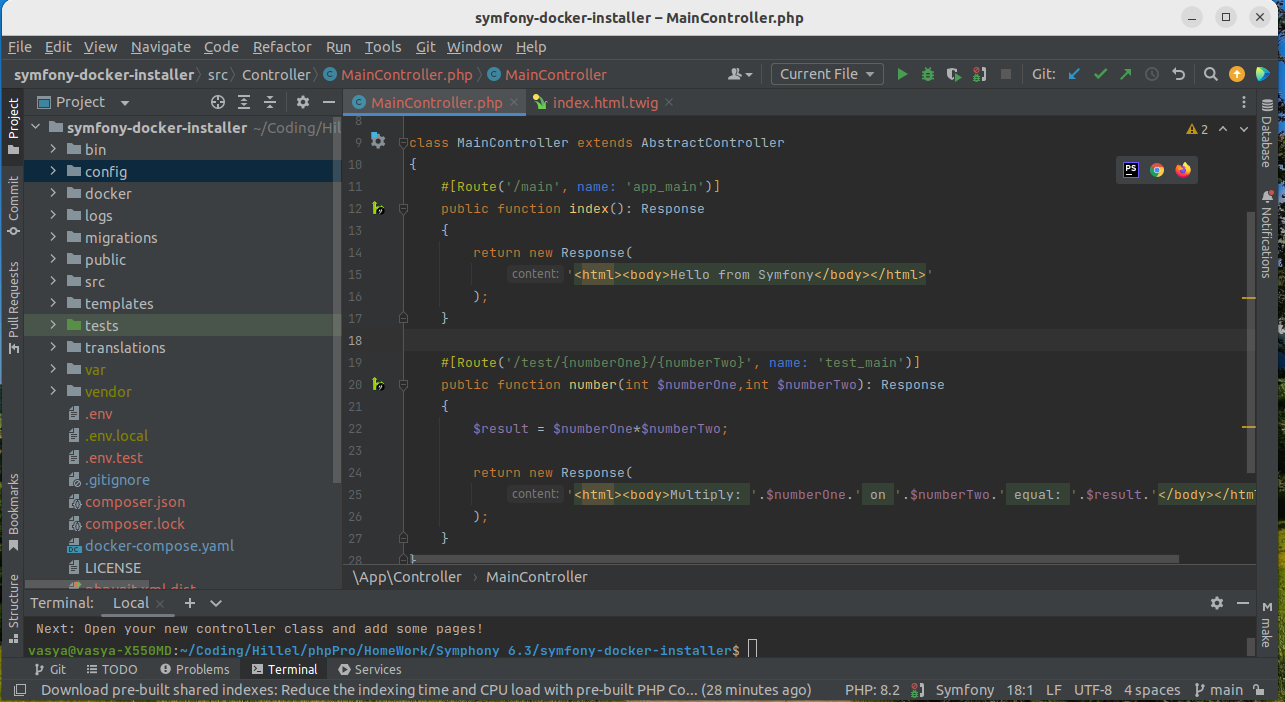 symfony-docker-installer – MainController.php
File Edit View Navigate Code Refactor Run Tools Git Window Help
symfony-docker-installer src Controller MainController.php MainController Current File Git:
Project
Commit
Pull Requests
Bookmarks
Structure
Project
symfony-docker-installer ~/Coding/Hil
bin
config
docker
logs
migrations
public
src
templates
tests
translations
var
vendor
.env
.env.local
.env.test
.gitignore
composer.json
composer.lock
docker-compose.yaml
LICENSE
MainController.php index.html.twig
2
8
9 class MainController extends AbstractController
10 {
11 #[Route('/main', name: 'app_main')]
12 public function index(): Response
13 {
14 return new Response(
15 content: '<html><body>Hello from Symfony</body></html>'
16 );
17 }
18
19 #[Route('/test/{numberOne}/{numberTwo}', name: 'test_main')]
20 public function number(int $numberOne,int $numberTwo): Response
21 {
22 $result = $numberOne*$numberTwo;
23
24 return new Response(
25 content: '<html><body>Multiply: '.$numberOne.' on '.$numberTwo.' equal: '.$result.'</body></html
26 );
27 }
28 }
PS
Database
Notifications
make
\App\Controller MainController
Terminal: Local
Next: Open your new controller class and add some pages!
vasya@vasya-X550MD:~/Coding/Hillel/phpPro/HomeWork/Symphony 6.3/symfony-docker-installer$
Git TODO Problems Terminal Services
Download pre-built shared indexes: Reduce the indexing time and CPU load with pre-built PHP Co... (28 minutes ago) PHP: 8.2 Symfony 18:1 LF UTF-8 4 spaces main